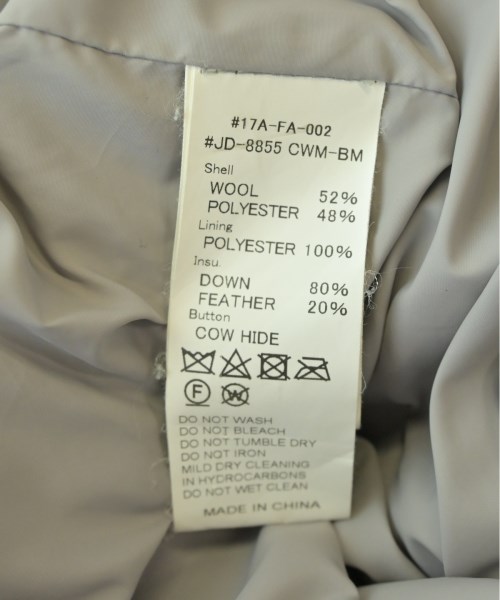 #17A-FA-002
#JD-8855 CWM-BM
Shell
WOOL 52%
POLYESTER 48%
Lining
POLYESTER 100%
Insu.
DOWN 80%
FEATHER 20%
Button
COW HIDE
F W
DO NOT WASH
DO NOT BLEACH
DO NOT TUMBLE DRY
DO NOT IRON
MILD DRY CLEANING
IN HYDROCARBONS
DO NOT WET CLEAN
MADE IN CHINA